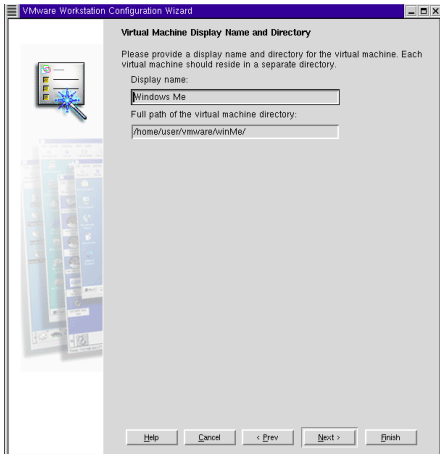 VMware Workstation Configuration Wizard
Virtual Machine Display Name and Directory
Please provide a display name and directory for the virtual machine. Each
virtual machine should reside in a separate directory.
Display name:
Windows Me
Full path of the virtual machine directory:
/home/user/vmware/winMe/
Help
Cancel
< Prev
Next >
Finish